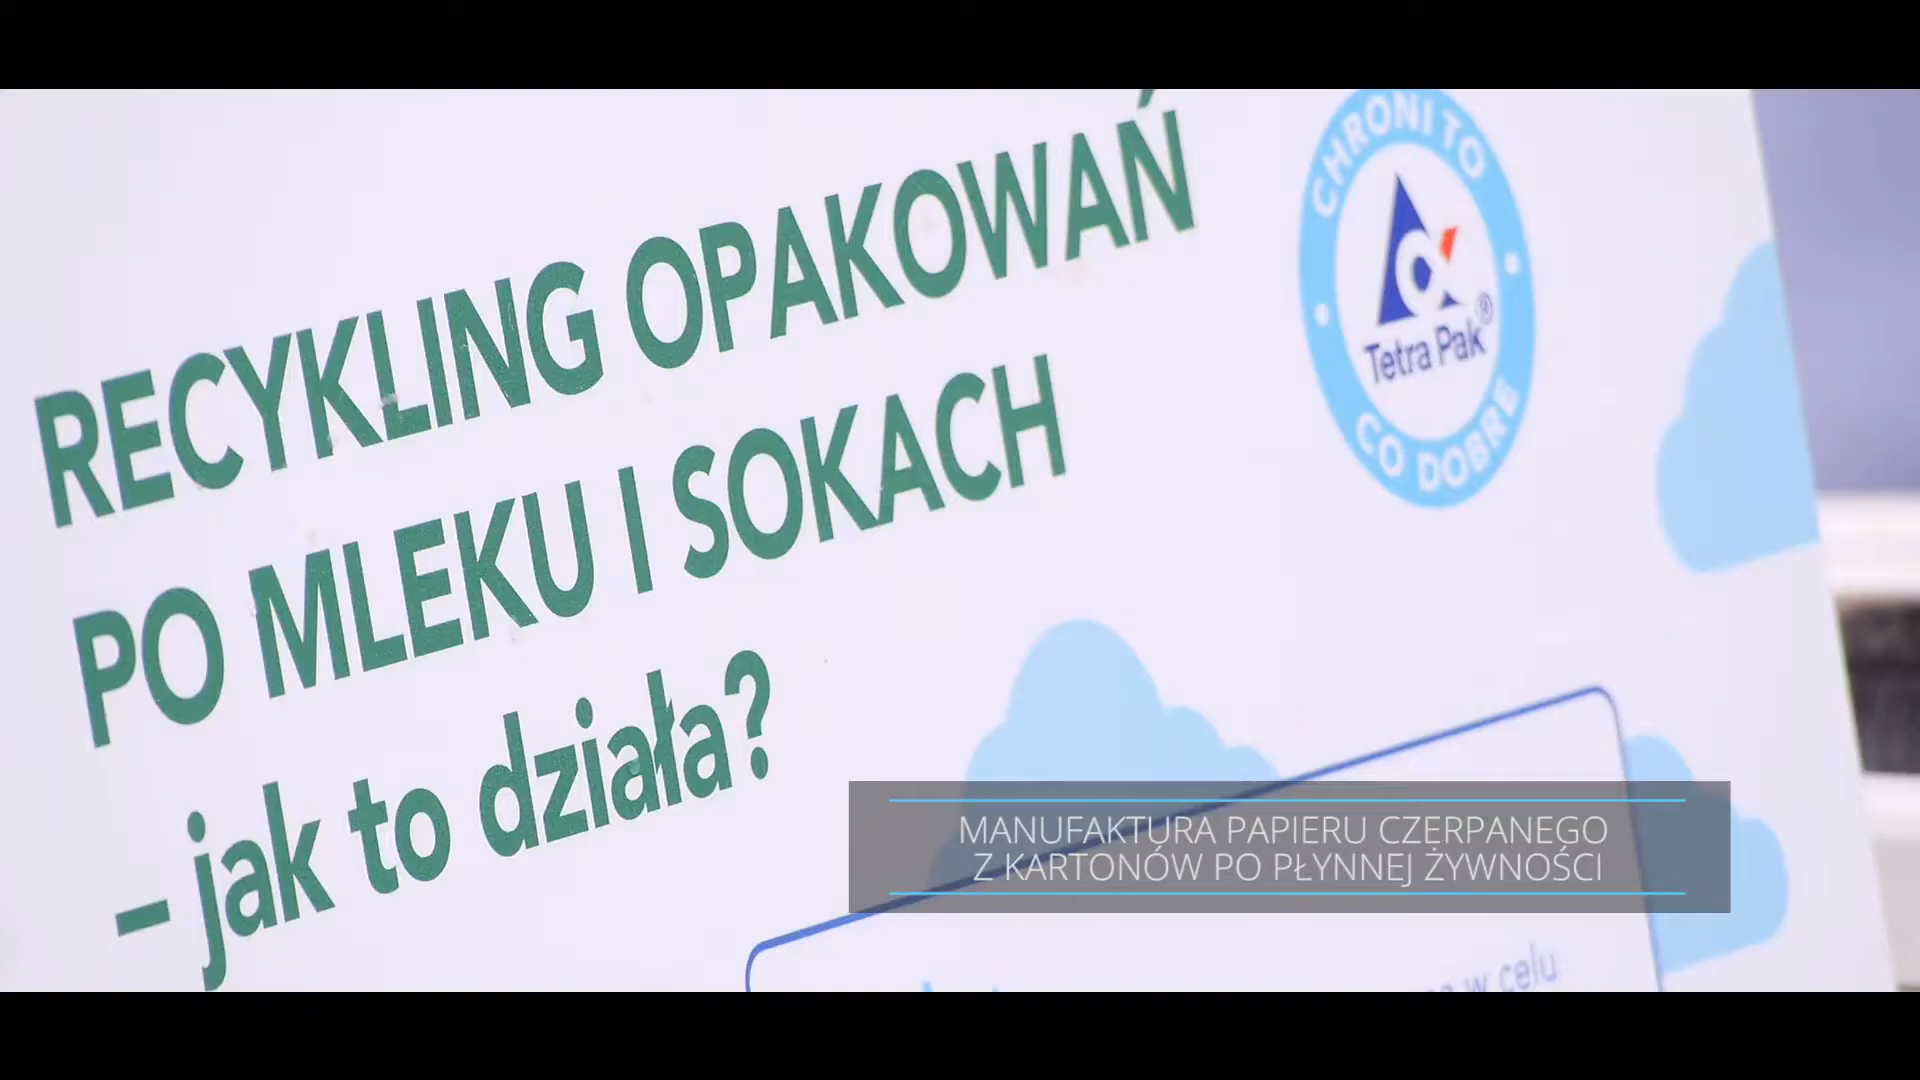 RECYKLING OPAKOWAŃ
PO MLEKU I SOKACH
– jak to działa?
CHRONI TO
Tetra Pak®
CO DOBRE
MANUFAKTURA PAPIERU CZERPANEGO
Z KARTONÓW PO PŁYNNEJ ŻYWNOŚCI
w celu